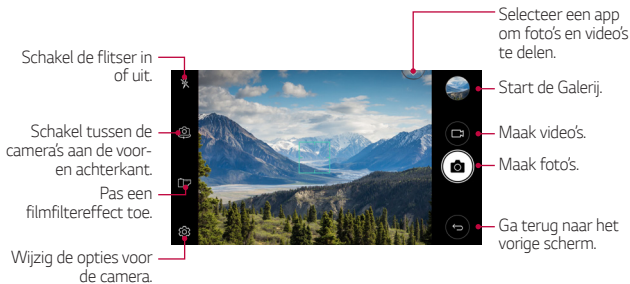 Schakel de flitser in
of uit.
Schakel tussen de
camera's aan de voor-
en achterkant.
Pas een
filmfiltereffect toe.
Wijzig de opties voor
de camera.
Selecteer een app
om foto's en video's
te delen.
Start de Galerij.
Maak video's.
Maak foto's.
Ga terug naar het
vorige scherm.